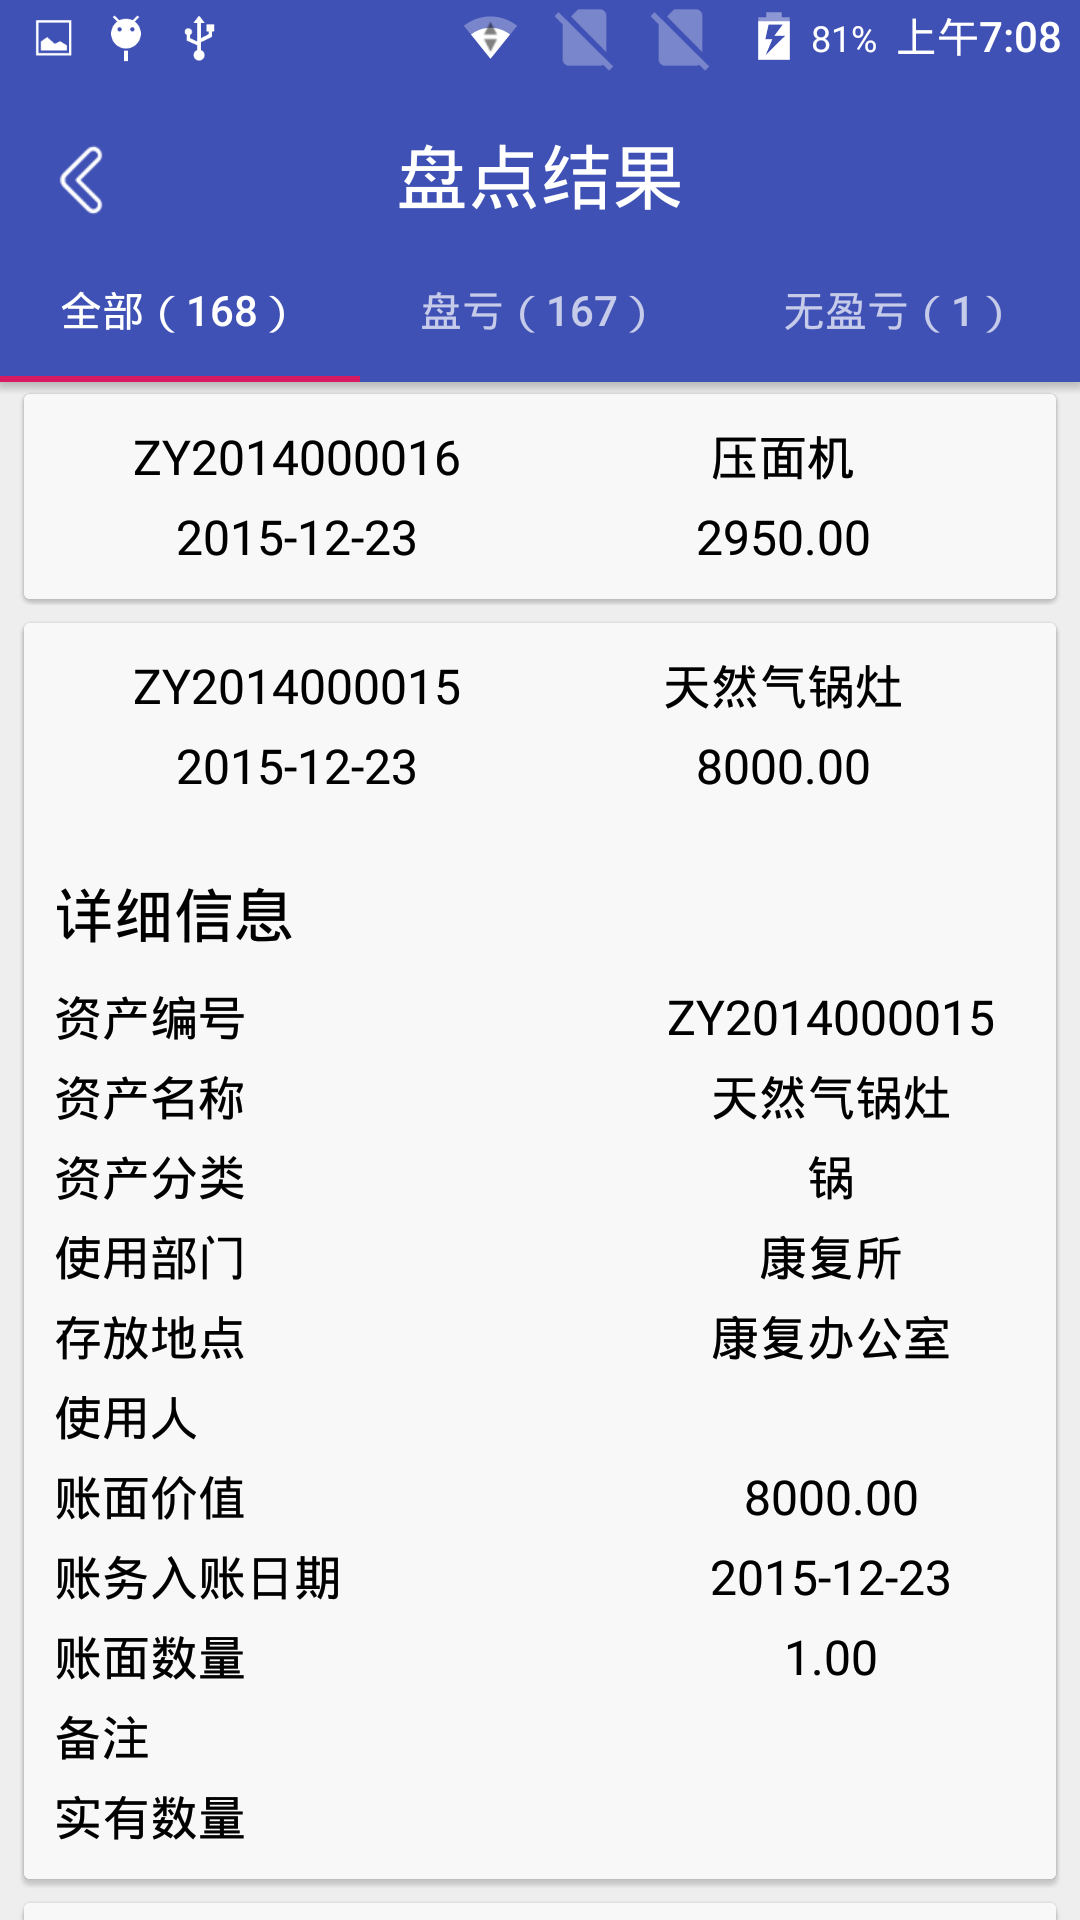 81% 上午7:08
盘点结果
全部（168） 盘亏（167） 无盈亏（1）
ZY2014000016 压面机
2015-12-23 2950.00
ZY2014000015 天然气锅灶
2015-12-23 8000.00
详细信息
资产编号 ZY2014000015
资产名称 天然气锅灶
资产分类 锅
使用部门 康复所
存放地点 康复办公室
使用人
账面价值 8000.00
账务入账日期 2015-12-23
账面数量 1.00
备注
实有数量